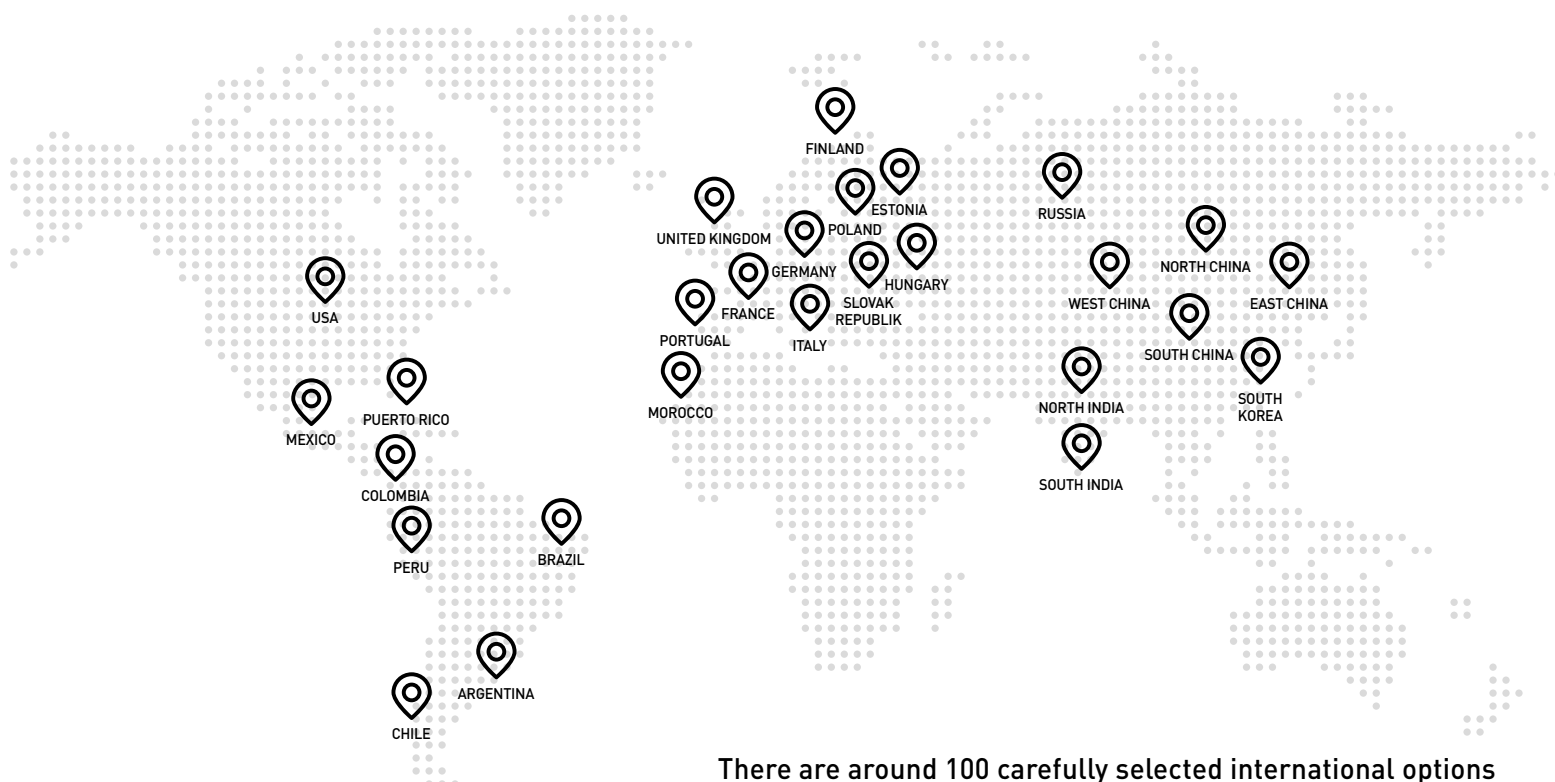 FINLAND
ESTONIA
RUSSIA
POLAND
UNITED KINGDOM
NORTH CHINA
GERMANY
HUNGARY
WEST CHINA
EAST CHINA
SLOVAK
REPUBLIK
FRANCE
USA
PORTUGAL
ITALY
SOUTH CHINA
SOUTH
KOREA
NORTH INDIA
MOROCCO
PUERTO RICO
MEXICO
SOUTH INDIA
COLOMBIA
BRAZIL
PERU
ARGENTINA
CHILE
There are around 100 carefully selected international options